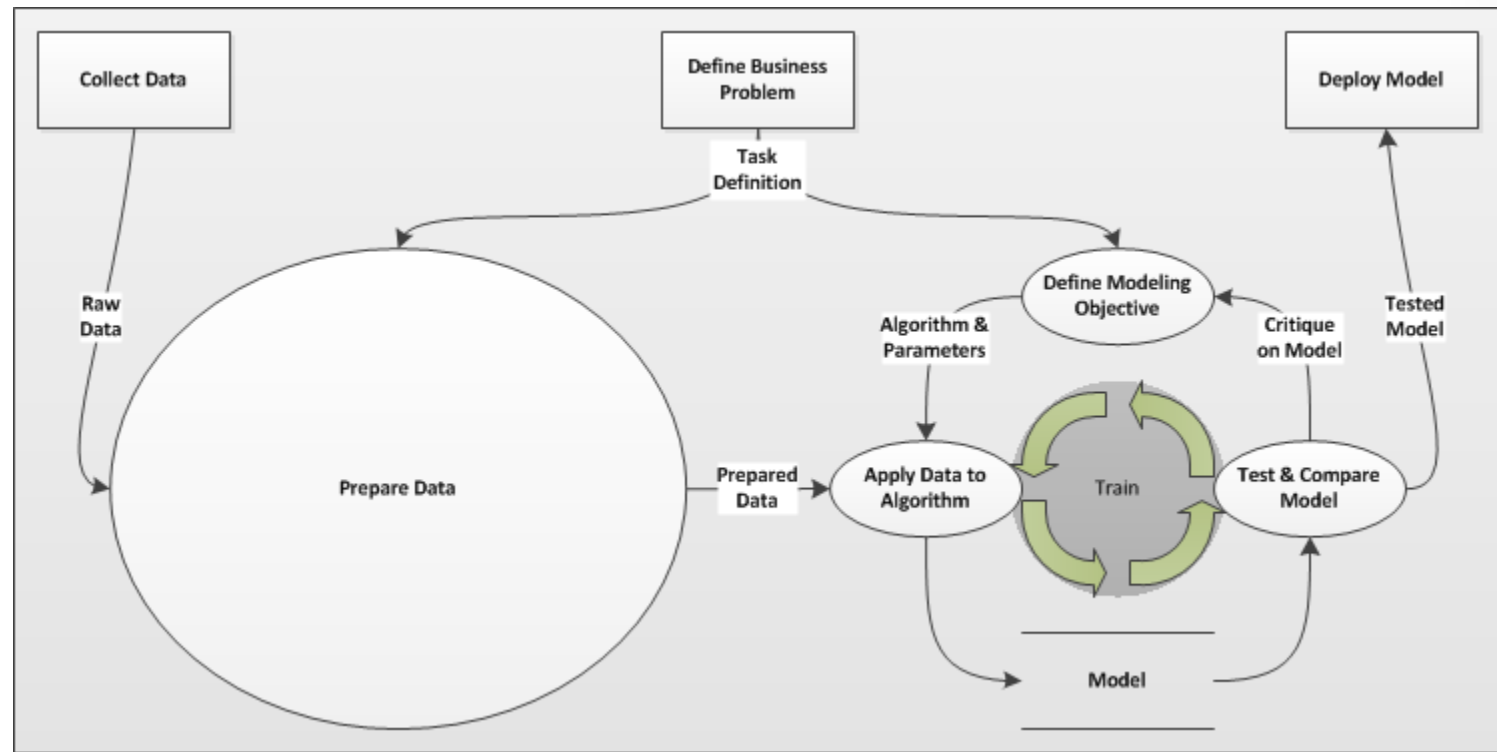 Collect Data
Define Business
Problem
Deploy Model
Task
Definition
Raw
Data
Define Modeling
Objective
Algorithm &
Parameters
Critique
on Model
Tested
Model
Prepare Data
Prepared
Data
Apply Data to
Algorithm
Train
Test & Compare
Model
Model